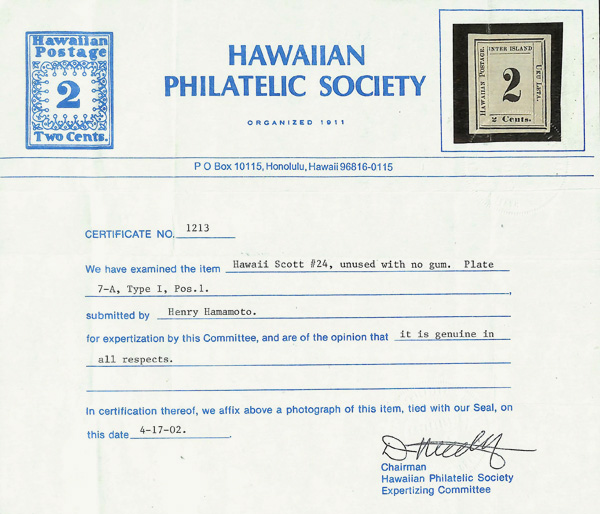 Hawaiian
Postage
2
Two Cents.
HAWAIIAN
PHILATELIC SOCIETY
ORGANIZED 1911
INTER ISLAND
HAWAIIAN POSTAGE.
2
UKU LETA.
2 Cents.
P O Box 10115, Honolulu, Hawaii 96816-0115
CERTIFICATE NO. 1213
We have examined the item Hawaii Scott #24, unused with no gum. Plate
7-A, Type I, Pos.1.
submitted by Henry Hamamoto.
for expertization by this Committee, and are of the opinion that it is genuine in
all respects.
In certification thereof, we affix above a photograph of this item, tied with our Seal, on
this date 4-17-02.
Chairman
Hawaiian Philatelic Society
Expertizing Committee